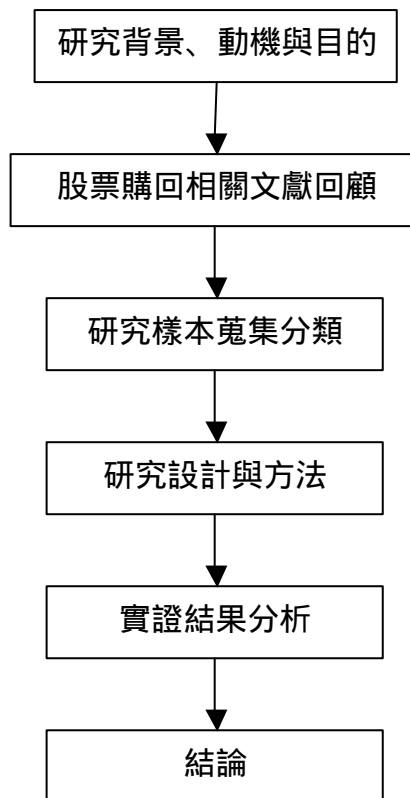 研究背景、動機與目的
股票購回相關文獻回顧
研究樣本蒐集分類
研究設計與方法
實證結果分析
結論